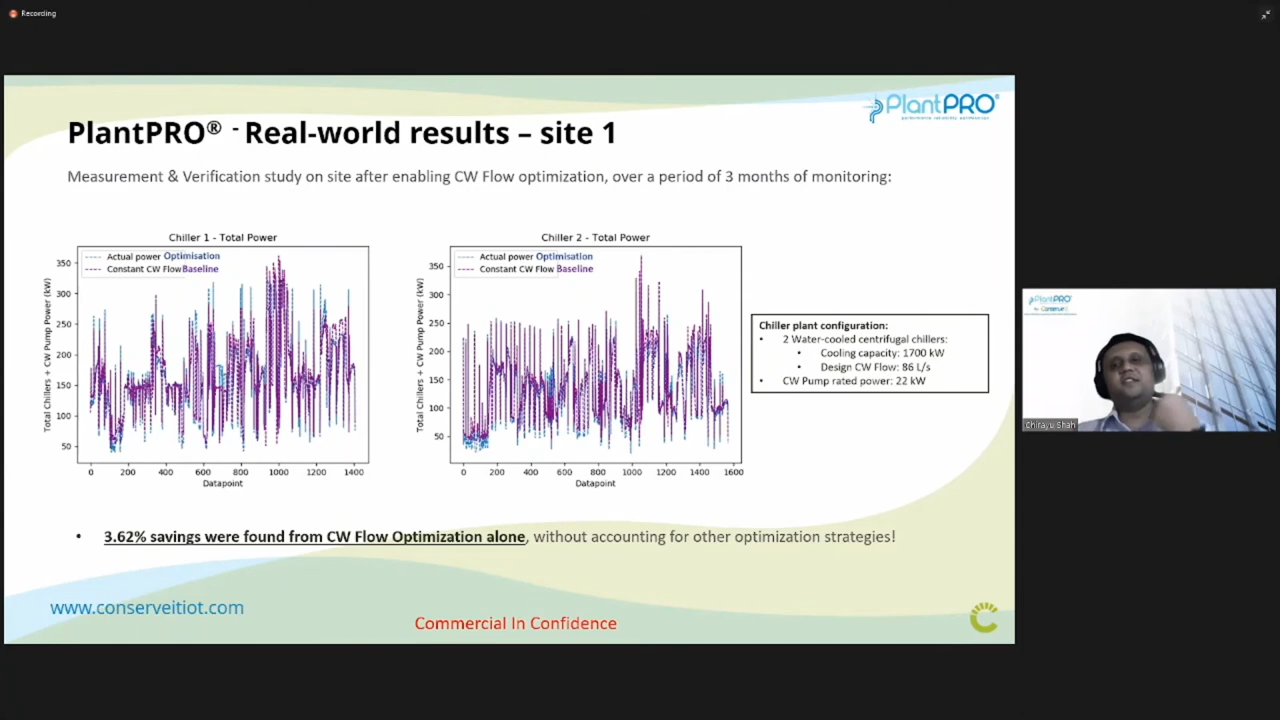 Recording
PlantPRO®
performance reliability optimisation
PlantPRO® - Real-world results – site 1
Measurement & Verification study on site after enabling CW Flow optimization, over a period of 3 months of monitoring:
Chiller 1 - Total Power
Actual power Optimisation
Constant CW Flow Baseline
Total Chillers + CW Pump Power (kW)
350
300
250
200
150
100
50
0 200 400 600 800 1000 1200 1400
Datapoint
Chiller 2 - Total Power
Actual power Optimisation
Constant CW Flow Baseline
Total Chillers + CW Pump Power (kW)
350
300
250
200
150
100
50
0 200 400 600 800 1000 1200 1400 1600
Datapoint
Chiller plant configuration:
• 2 Water-cooled centrifugal chillers:
• Cooling capacity: 1700 kW
• Design CW Flow: 86 L/s
• CW Pump rated power: 22 kW
PlantPRO
Chirayu Shah
• 3.62% savings were found from CW Flow Optimization alone, without accounting for other optimization strategies!
www.conserveitiot.com
Commercial In Confidence